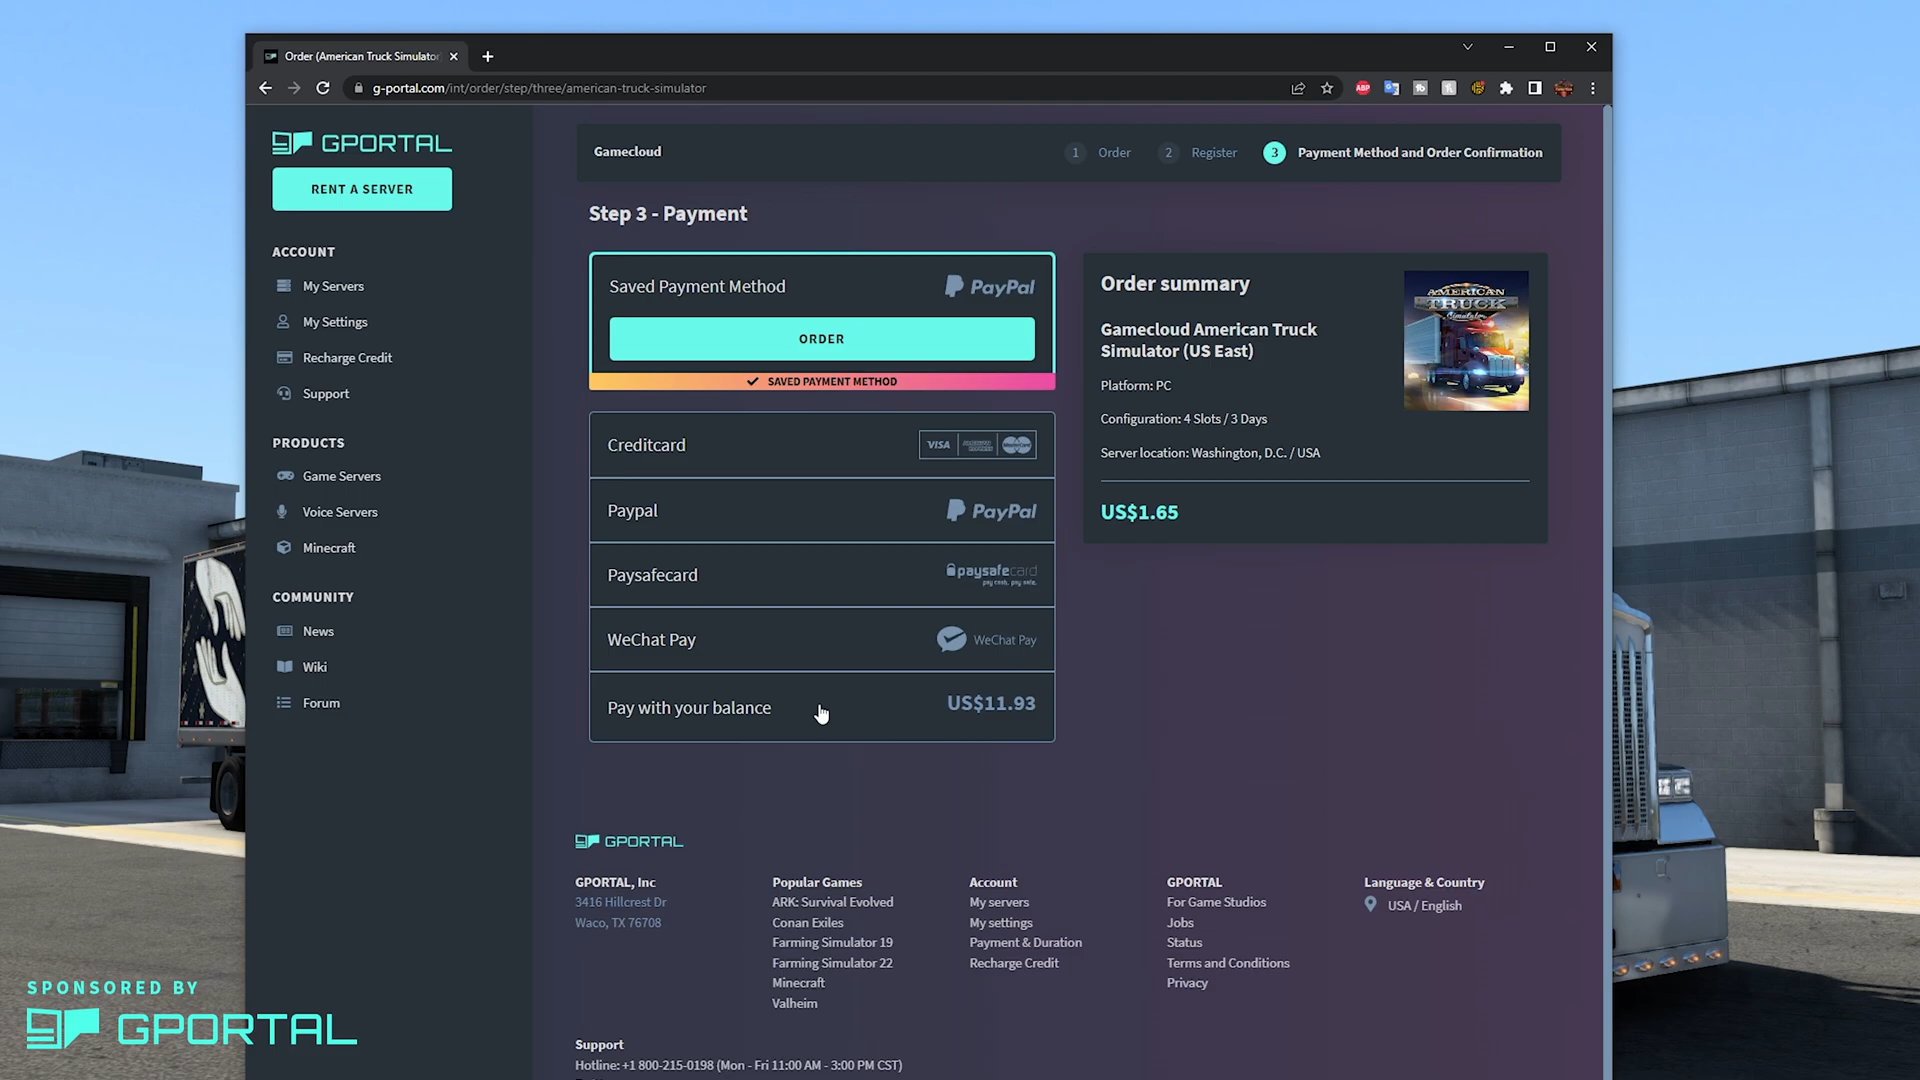 Order (American Truck Simulator
g-portal.com/int/order/step/three/american-truck-simulator
ABP
GPORTAL
RENT A SERVER
ACCOUNT
My Servers
My Settings
Recharge Credit
Support
PRODUCTS
Game Servers
Voice Servers
Minecraft
COMMUNITY
News
Wiki
Forum
Gamecloud
1 Order
2 Register
3 Payment Method and Order Confirmation
Step 3 - Payment
Saved Payment Method
PayPal
ORDER
SAVED PAYMENT METHOD
Creditcard
VISA
Paypal
PayPal
Paysafecard
paysafecard
pay cash, pay safe.
WeChat Pay
WeChat Pay
Pay with your balance
US$11.93
Order summary
Gamecloud American Truck
Simulator (US East)
Platform: PC
Configuration: 4 Slots / 3 Days
Server location: Washington, D.C. / USA
US$1.65
AMERICAN
TRUCK
Simulator
GPORTAL
GPORTAL, Inc
3416 Hillcrest Dr
Waco, TX 76708
Popular Games
ARK: Survival Evolved
Conan Exiles
Farming Simulator 19
Farming Simulator 22
Minecraft
Valheim
Account
My servers
My settings
Payment & Duration
Recharge Credit
GPORTAL
For Game Studios
Jobs
Status
Terms and Conditions
Privacy
Language & Country
USA / English
Support
Hotline: +1 800-215-0198 (Mon - Fri 11:00 AM - 3:00 PM CST)
SPONSORED BY
GPORTAL